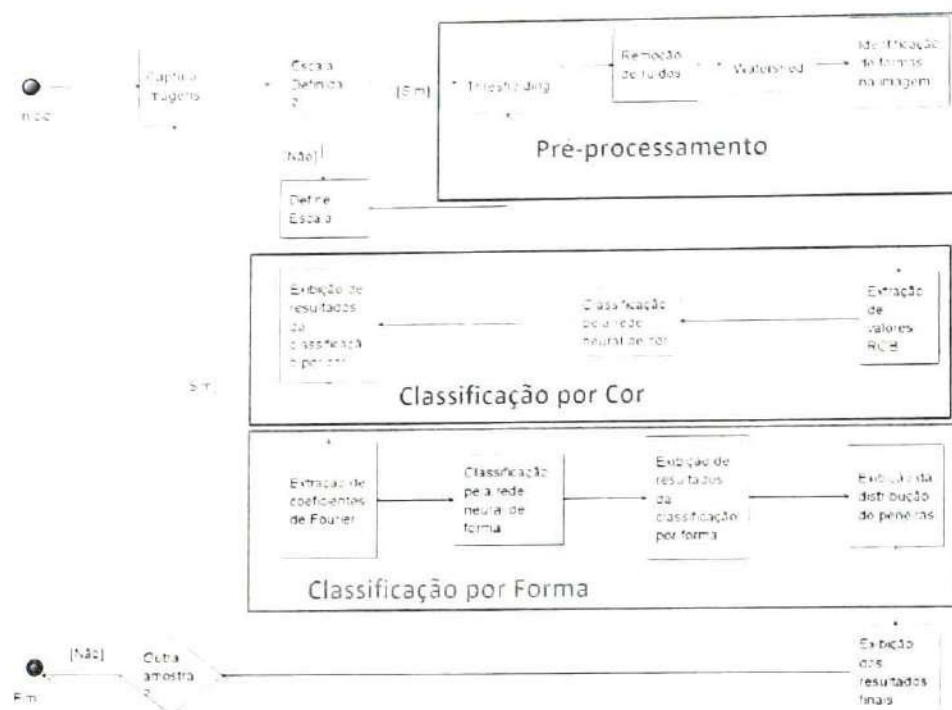 Início
Captura
imagens
Escala
Definida
?
[Sim]
Thresholding
Remoção
de ruídos
Watershed
Identificação
de formas
na imagem
Pré-processamento
[Não]
Define
Escala
Exibição de
resultados
da
classificaçã
o por cor
Classificação
pela rede
neural de cor
Extração
de
valores
RGB
Classificação por Cor
Sim]
Extração de
coeficientes
de Fourier
Classificação
pela rede
neural de
forma
Exibição de
resultados
da
classificação
por forma
Exibição da
distribução
de peneiras
Classificação por Forma
[Não]
Outra
amostra
?
Fim
Exibição
dos
resultados
finais